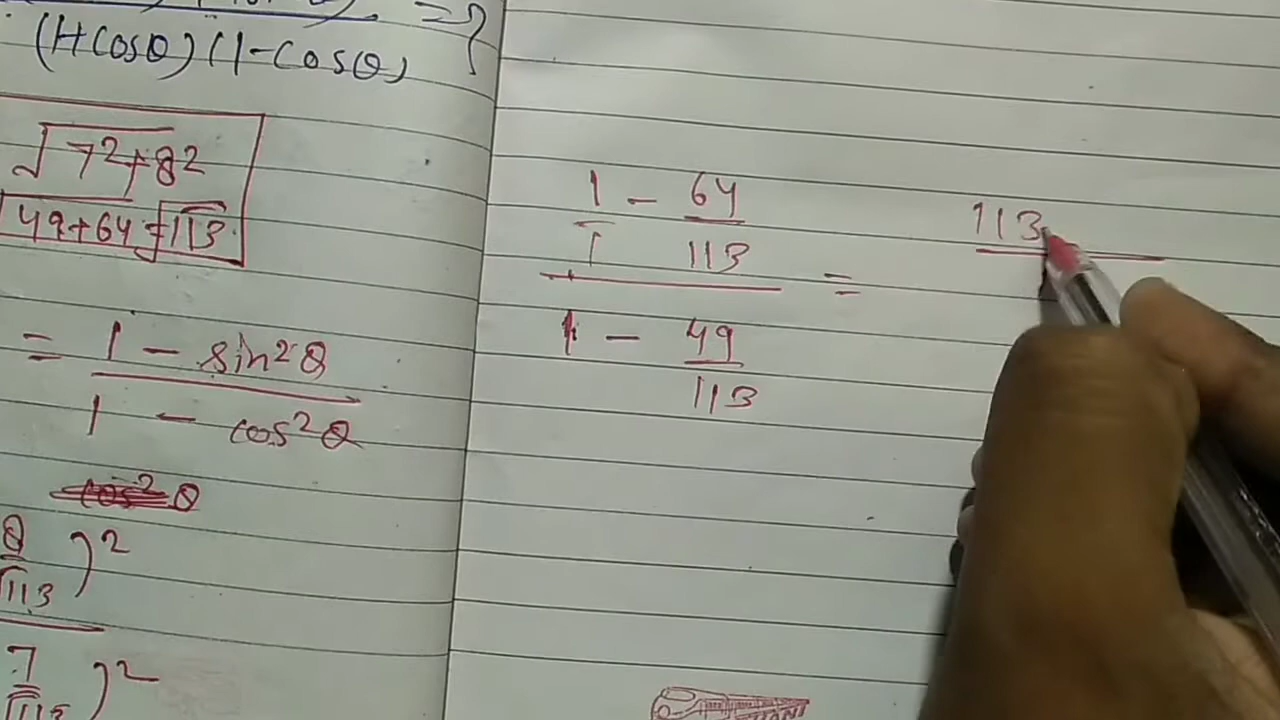 = ?
(1+Cosθ)(1-Cosθ)
√7²+8²
√49+64 = √113
= 1 - sin²θ
1 - cos²θ
cos²θ
8
√113 )²
7
√113 )²
1 - 64
1 113
=
1 - 49
113
113